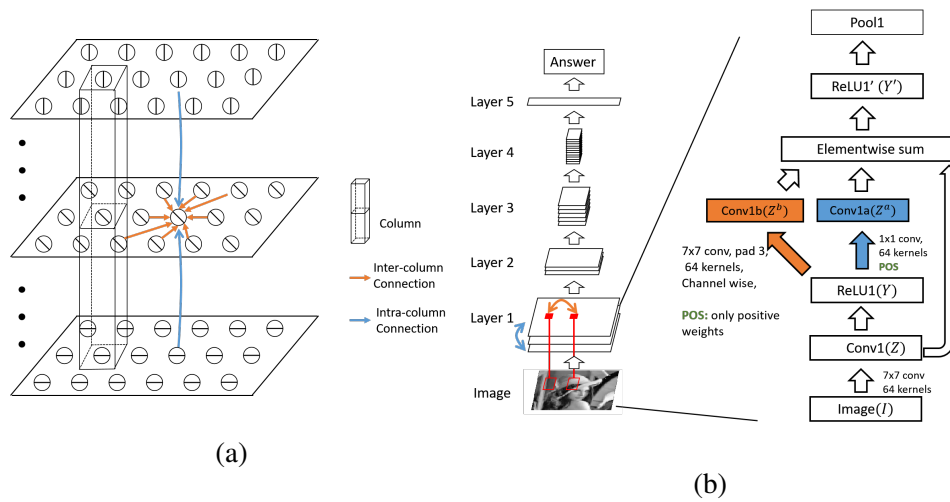 Column
Inter-column
Connection
Intra-column
Connection
(a)
Answer
Layer 5
Layer 4
Layer 3
Layer 2
Layer 1
Image
Pool1
ReLU1′ (Y′)
Elementwise sum
Conv1b(Z^b)
Conv1a(Z^a)
7x7 conv, pad 3,
64 kernels,
Channel wise,
POS: only positive
weights
1x1 conv,
64 kernels
POS
ReLU1(Y)
Conv1(Z)
7x7 conv
64 kernels
Image(I)
(b)